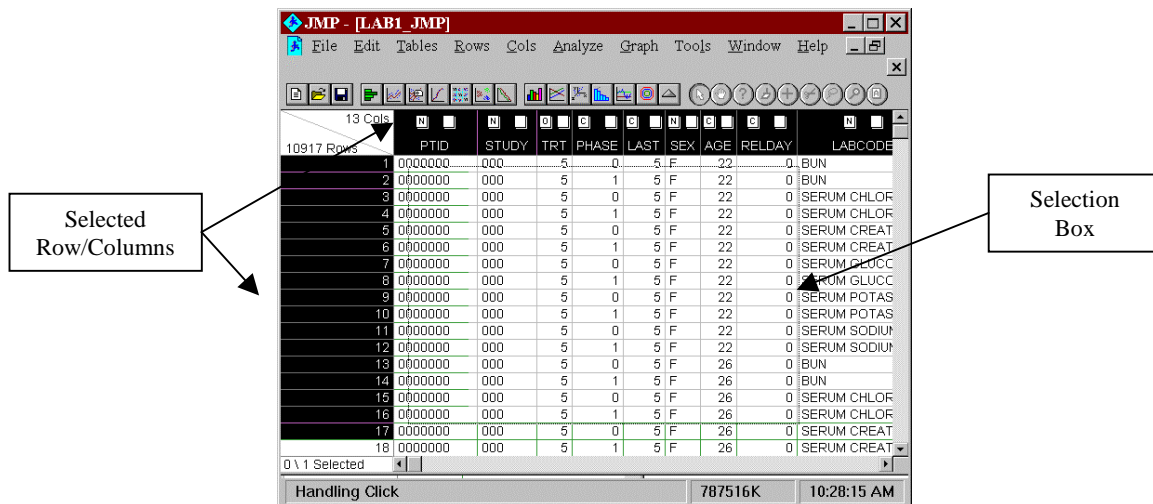 JMP - [LAB1_JMP]
File Edit Tables Rows Cols Analyze Graph Tools Window Help
13 Cols N N O C C N C C N
10917 Rows PTID STUDY TRT PHASE LAST SEX AGE RELDAY LABCODE
1 0000000 000 5 0 5 F 22 0 BUN
2 0000000 000 5 1 5 F 22 0 BUN
3 0000000 000 5 0 5 F 22 0 SERUM CHLOR
4 0000000 000 5 1 5 F 22 0 SERUM CHLOR
5 0000000 000 5 0 5 F 22 0 SERUM CREAT
6 0000000 000 5 1 5 F 22 0 SERUM CREAT
7 0000000 000 5 0 5 F 22 0 SERUM GLUCC
8 0000000 000 5 1 5 F 22 0 SERUM GLUCC
9 0000000 000 5 0 5 F 22 0 SERUM POTAS
10 0000000 000 5 1 5 F 22 0 SERUM POTAS
11 0000000 000 5 0 5 F 22 0 SERUM SODIUM
12 0000000 000 5 1 5 F 22 0 SERUM SODIUM
13 0000000 000 5 0 5 F 26 0 BUN
14 0000000 000 5 1 5 F 26 0 BUN
15 0000000 000 5 0 5 F 26 0 SERUM CHLOR
16 0000000 000 5 1 5 F 26 0 SERUM CHLOR
17 0000000 000 5 0 5 F 26 0 SERUM CREAT
18 0000000 000 5 1 5 F 26 0 SERUM CREAT
0 \ 1 Selected
Handling Click 787516K 10:28:15 AM
Selected
Row/Columns
Selection
Box